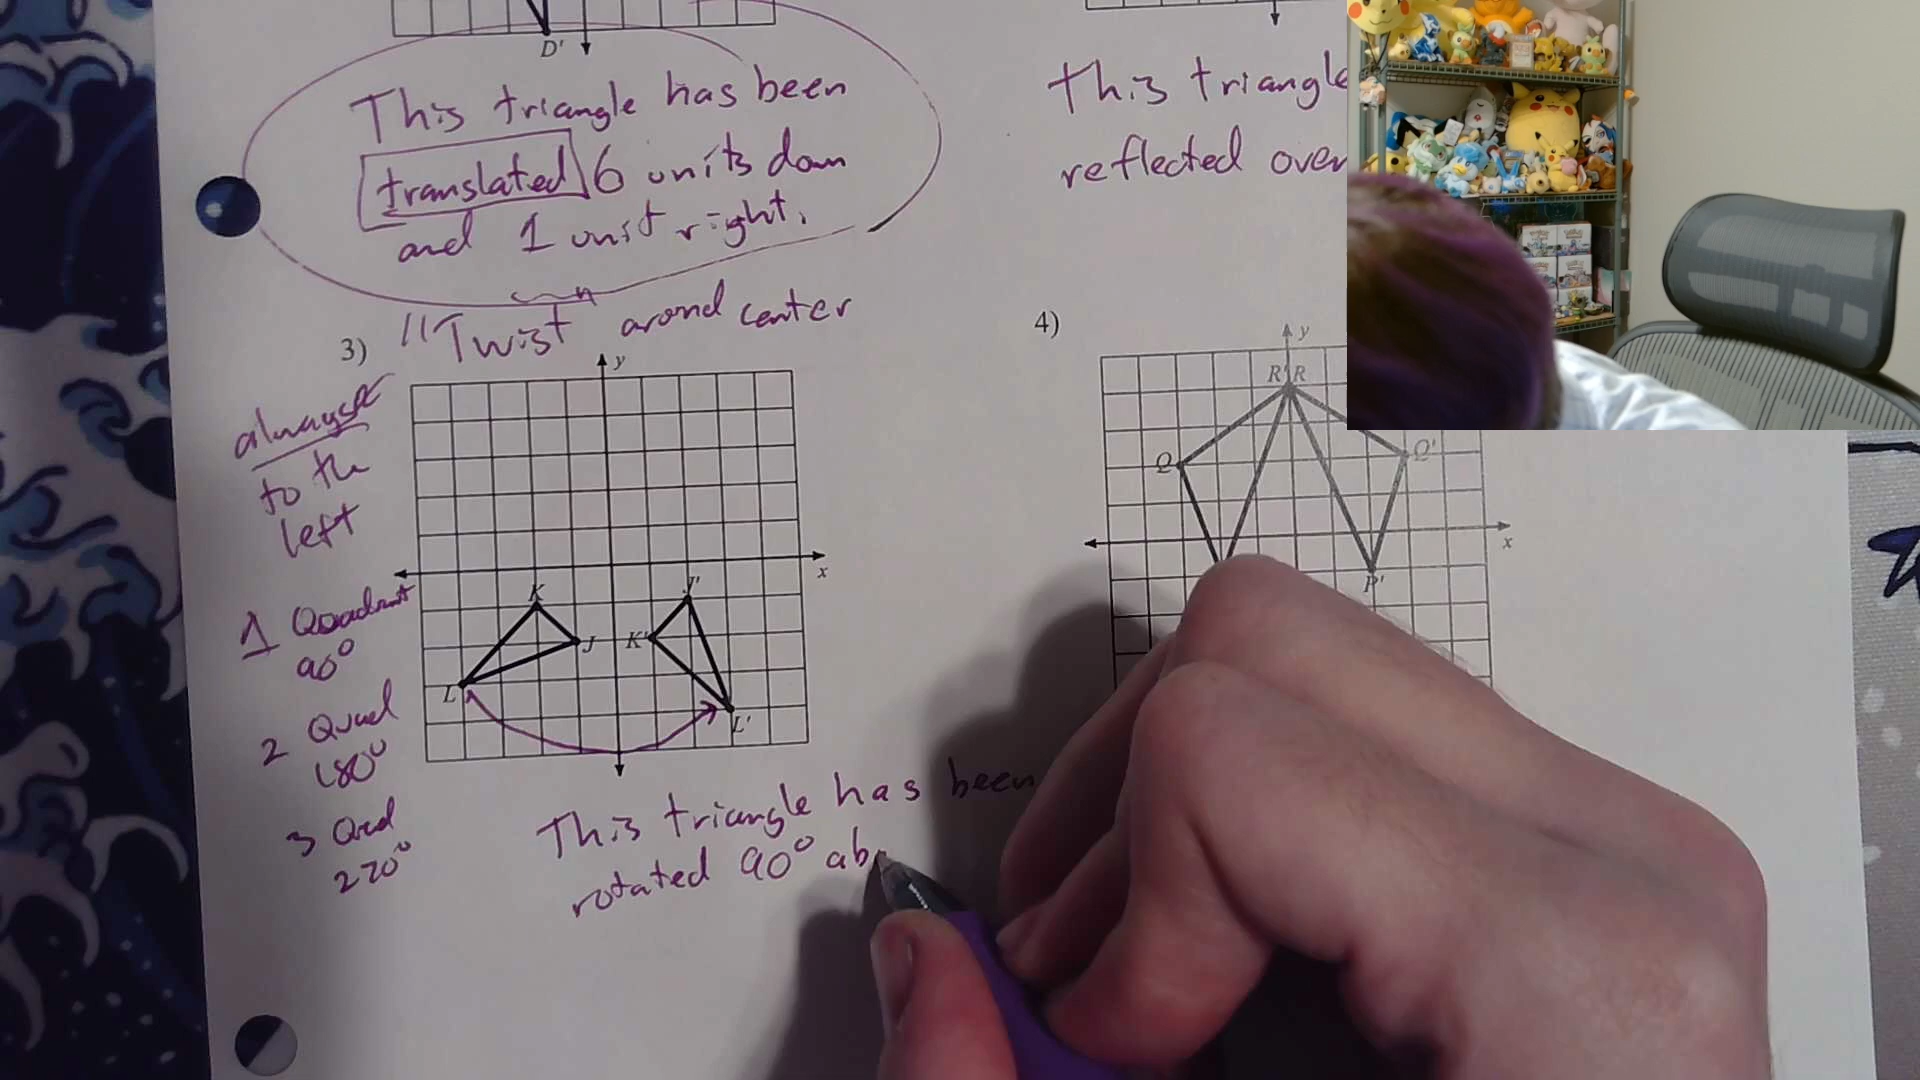 D'
This triangle has been
translated 6 units down
and 1 unit right.
This triangle
reflected over
"Twist around center
3)
always
to the
left
1 Quadrant
90°
2 Quad
180°
3 Qud
270°
y
x
K
J
L
J'
K'
L'
This triangle has been
rotated 90° ab
4)
y
x
R' R
Q
Q'
P'